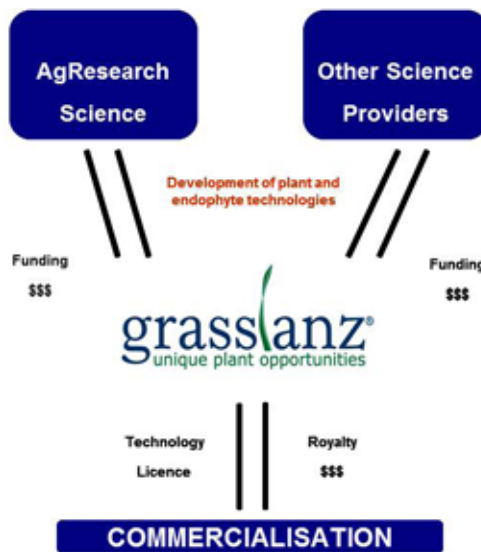 AgResearch
Science
Other Science
Providers
Development of plant and
endophyte technologies
Funding
$$$
Funding
$$$
grasslanz®
unique plant opportunities
Technology
Licence
Royalty
$$$
COMMERCIALISATION